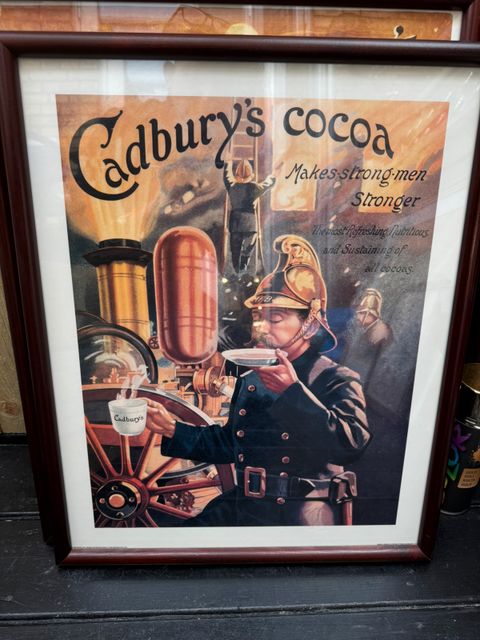 Cadbury's cocoa
Makes·strong·men
Stronger
The most Refreshing, Nutritious
and Sustaining of
all cocoas.
Cadbury's